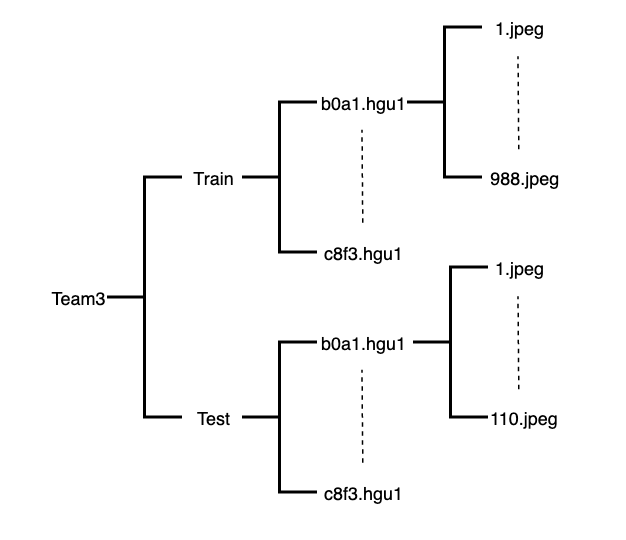 1.jpeg
b0a1.hgu1
Train
988.jpeg
c8f3.hgu1
1.jpeg
Team3
b0a1.hgu1
Test
110.jpeg
c8f3.hgu1